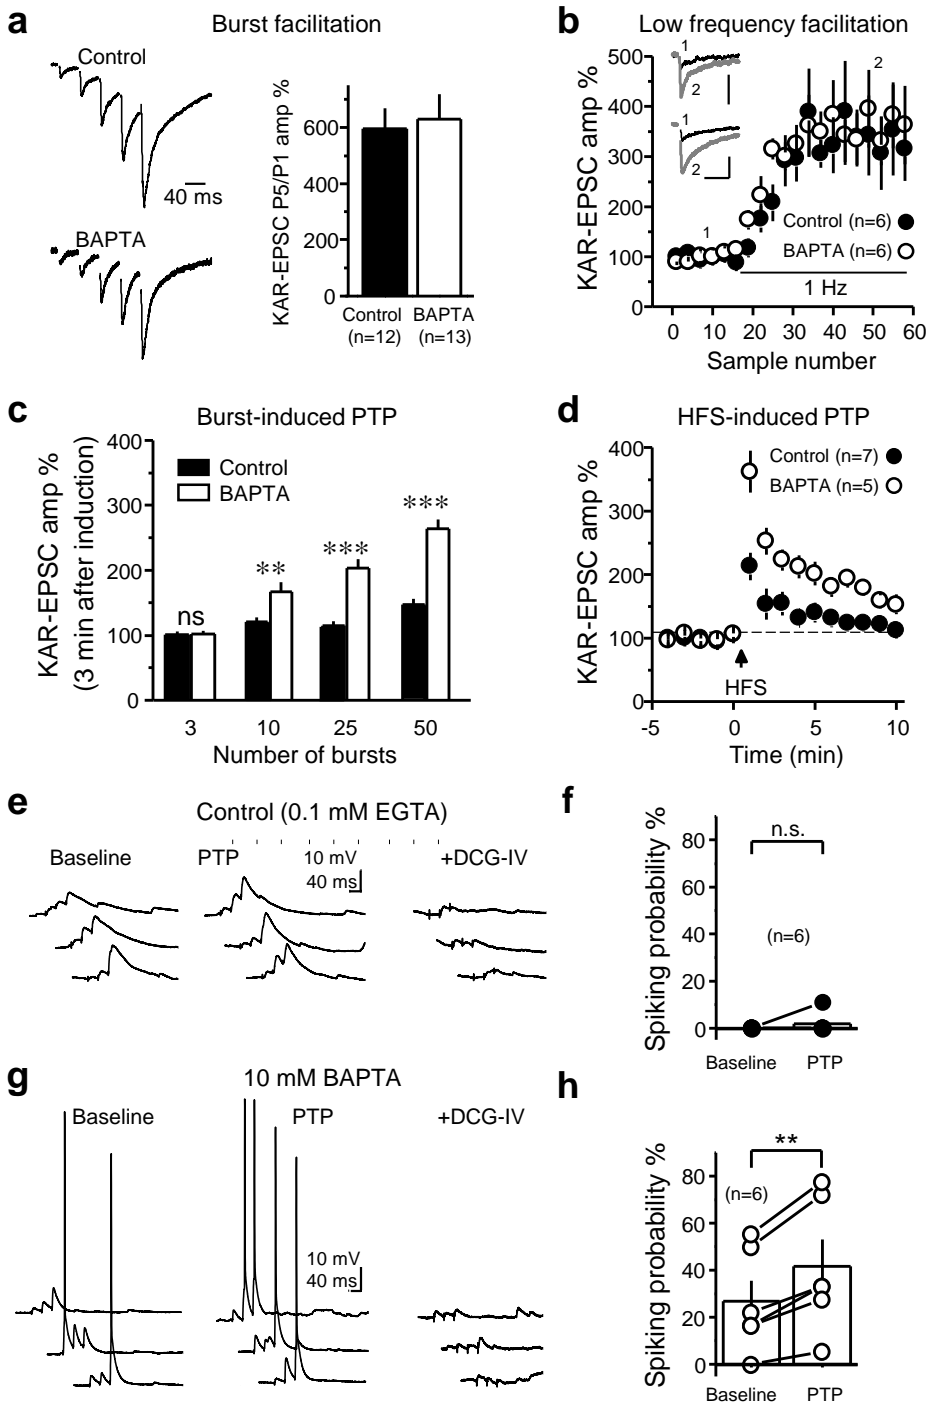 a
Burst facilitation
Control
40 ms
BAPTA
KAR-EPSC P5/P1 amp %
600
400
200
0
Control
(n=12)
BAPTA
(n=13)
b
Low frequency facilitation
KAR-EPSC amp %
500
400
300
200
100
0
1
2
1
2
2
1
Control (n=6)
BAPTA (n=6)
1 Hz
0 10 20 30 40 50 60
Sample number
c
Burst-induced PTP
KAR-EPSC amp %
(3 min after induction)
400
300
200
100
0
Control
BAPTA
ns
**
***
***
3 10 25 50
Number of bursts
d
HFS-induced PTP
KAR-EPSC amp %
400
300
200
100
0
Control (n=7)
BAPTA (n=5)
HFS
-5 0 5 10
Time (min)
e
Control (0.1 mM EGTA)
Baseline
PTP
10 mV
40 ms
+DCG-IV
f
Spiking probability %
80
60
40
20
0
n.s.
(n=6)
Baseline PTP
g
10 mM BAPTA
Baseline
PTP
+DCG-IV
10 mV
40 ms
h
Spiking probability %
80
60
40
20
0
**
(n=6)
Baseline PTP